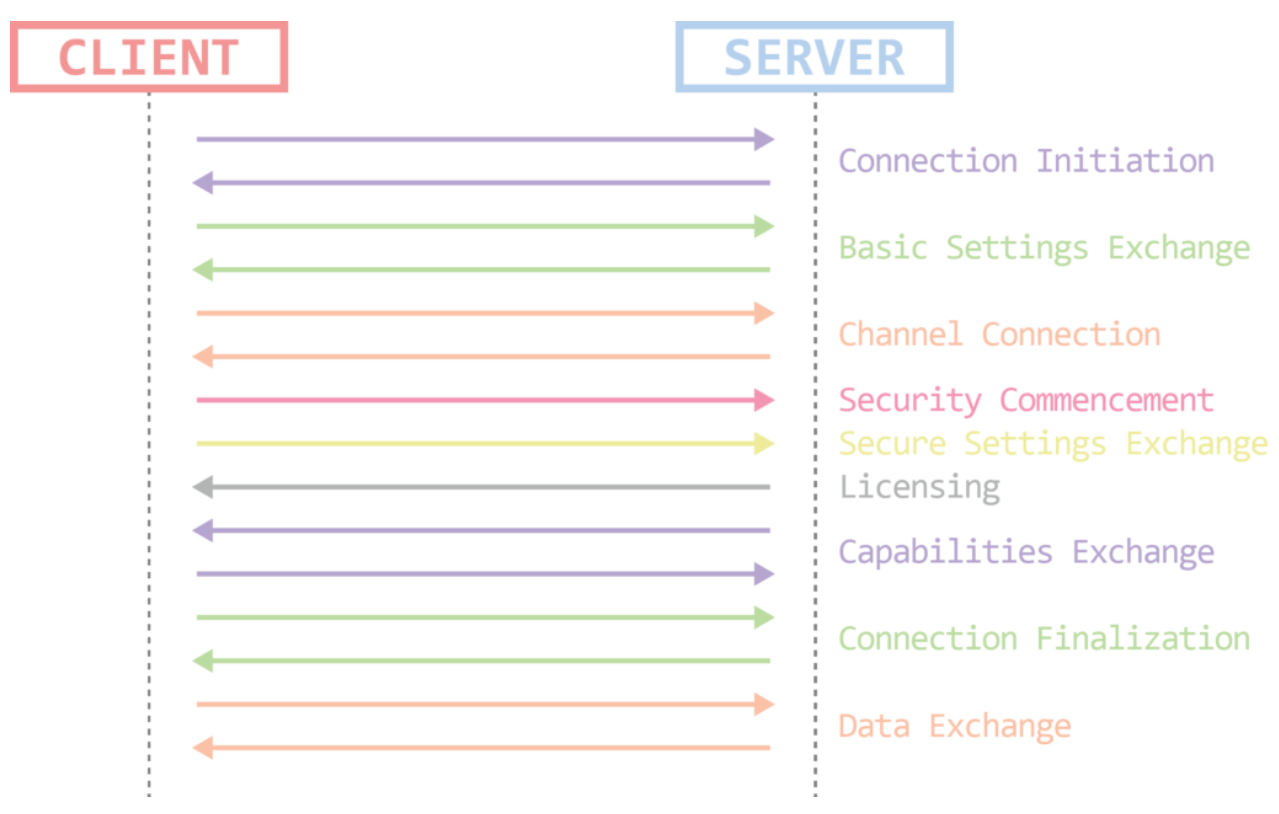 CLIENT
SERVER
Connection Initiation
Basic Settings Exchange
Channel Connection
Security Commencement
Secure Settings Exchange
Licensing
Capabilities Exchange
Connection Finalization
Data Exchange